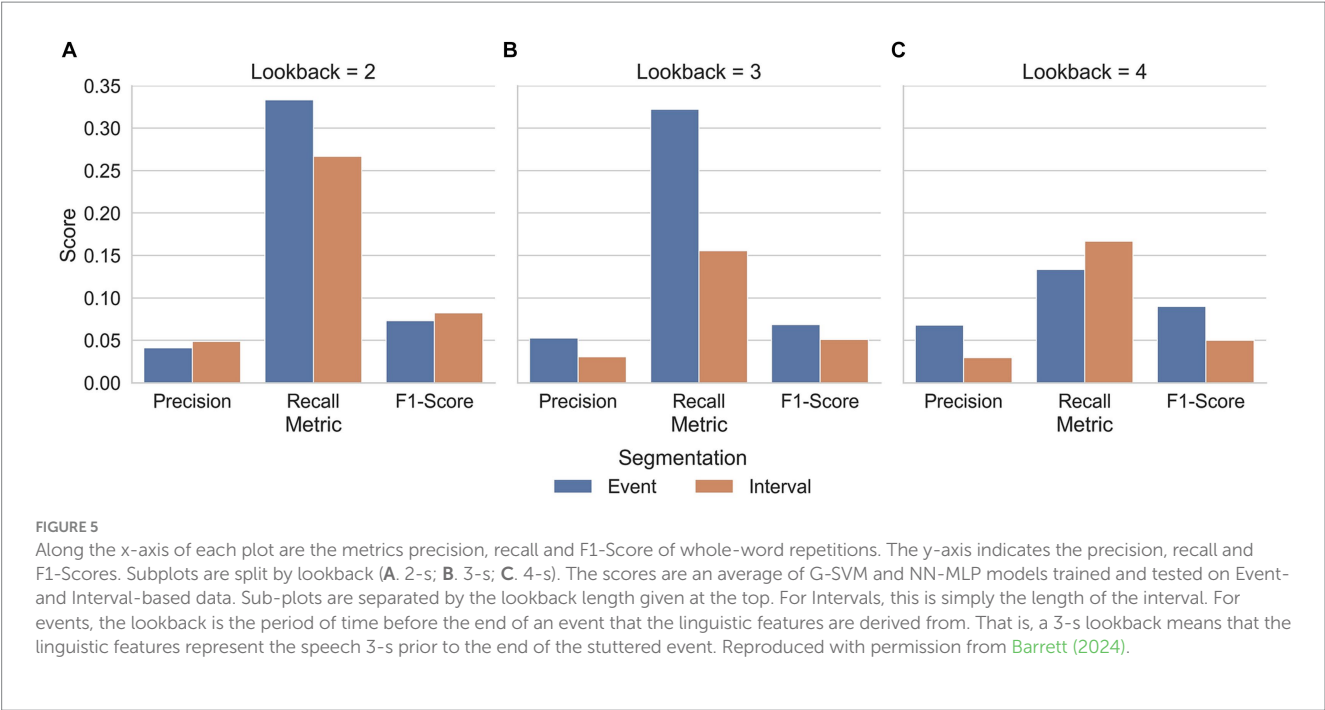 A
B
C
Lookback = 2
Lookback = 3
Lookback = 4
0.35
0.30
0.25
0.20
0.15
0.10
0.05
0.00
Score
Precision Recall F1-Score
Metric
Precision Recall F1-Score
Metric
Precision Recall F1-Score
Metric
Segmentation
Event Interval
FIGURE 5
Along the x-axis of each plot are the metrics precision, recall and F1-Score of whole-word repetitions. The y-axis indicates the precision, recall and
F1-Scores. Subplots are split by lookback (A. 2-s; B. 3-s; C. 4-s). The scores are an average of G-SVM and NN-MLP models trained and tested on Event-
and Interval-based data. Sub-plots are separated by the lookback length given at the top. For Intervals, this is simply the length of the interval. For
events, the lookback is the period of time before the end of an event that the linguistic features are derived from. That is, a 3-s lookback means that the
linguistic features represent the speech 3-s prior to the end of the stuttered event. Reproduced with permission from Barrett (2024).